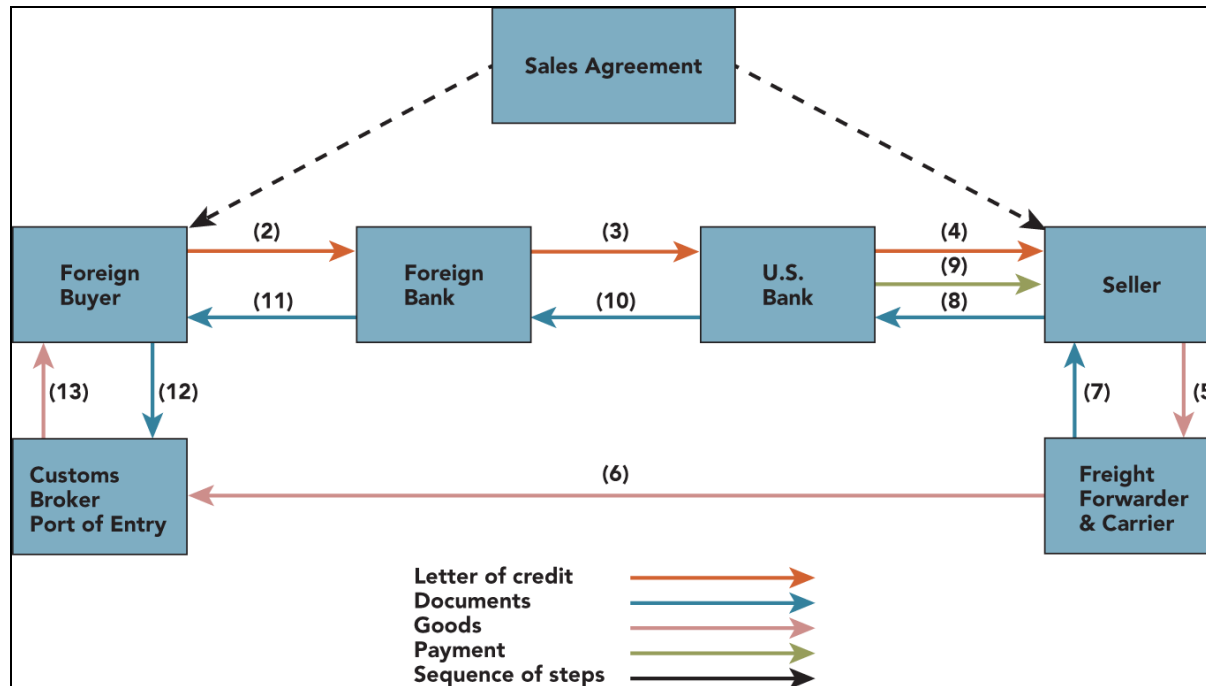 Sales Agreement
(2)
(3)
(4)
(9)
Foreign
Buyer
Foreign
Bank
U.S.
Bank
Seller
(11)
(10)
(8)
(13)
(12)
(7)
(5
(6)
Customs
Broker
Port of Entry
Freight
Forwarder
& Carrier
Letter of credit
Documents
Goods
Payment
Sequence of steps